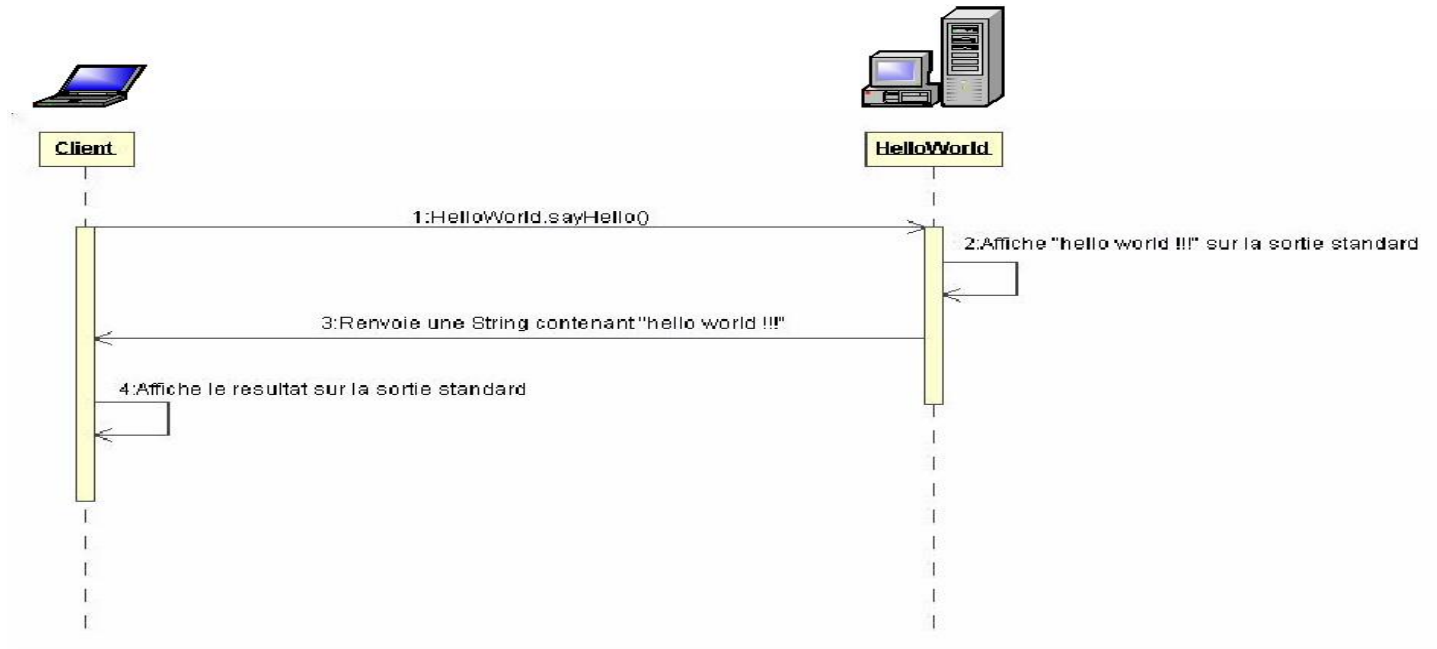 Client
HelloWorld
1:HelloWorld.sayHello()
2:Affiche "hello world !!!" sur la sortie standard
3:Renvoie une String contenant "hello world !!!"
4:Affiche le resultat sur la sortie standard